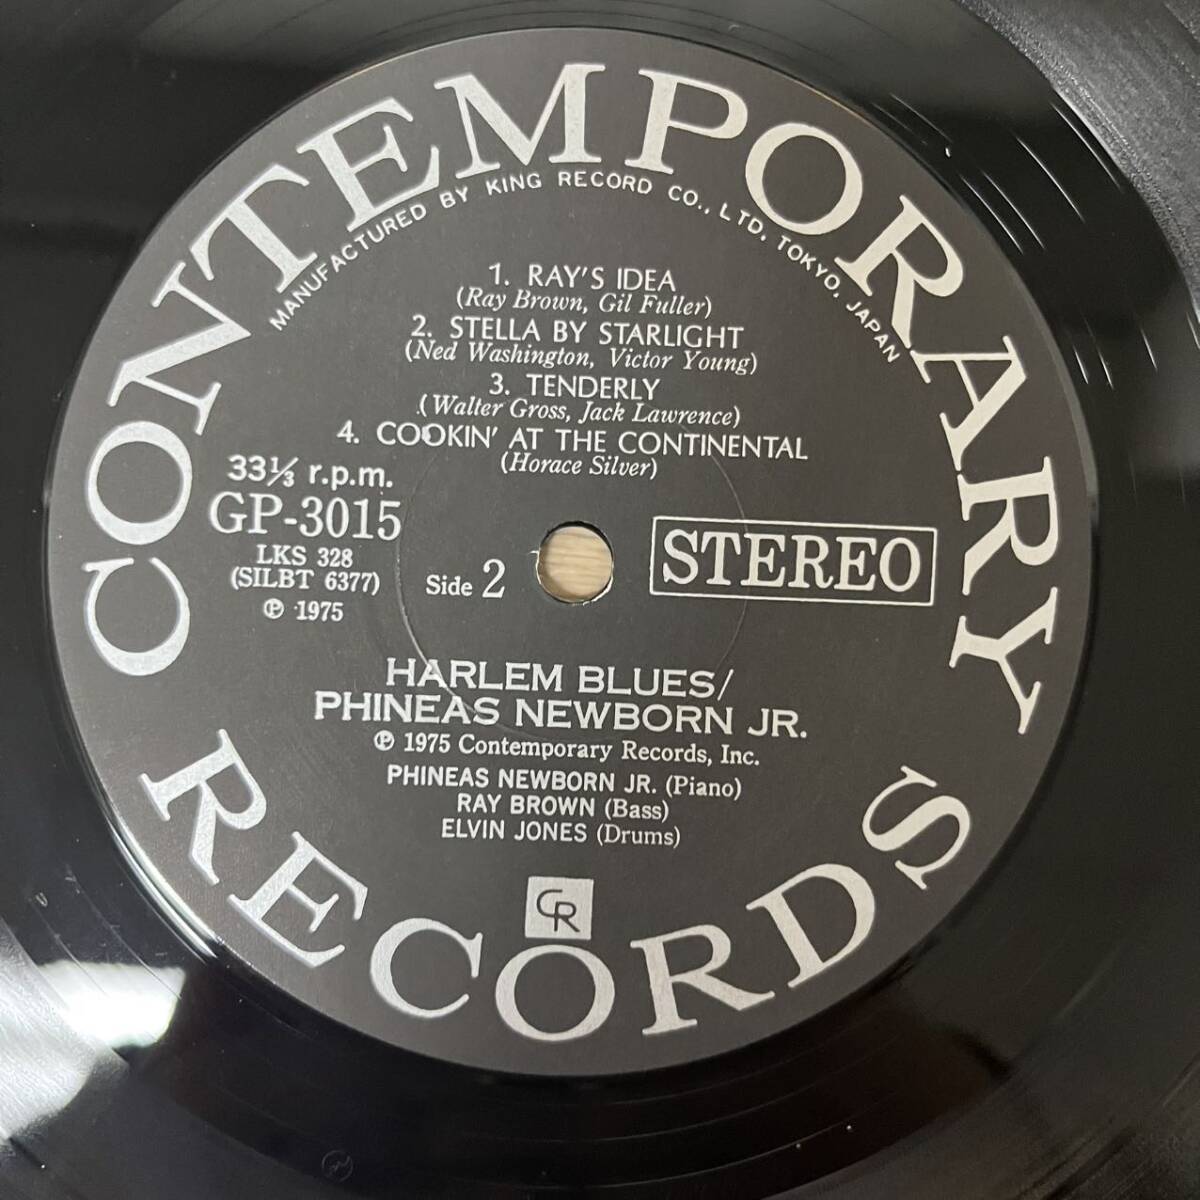 CONTEMPORARY
MANUFACTURED BY KING RECORD CO., LTD. TOKYO, JAPAN
1. RAY'S IDEA
(Ray Brown, Gil Fuller)
2. STELLA BY STARLIGHT
(Ned Washington, Victor Young)
3. TENDERLY
(Walter Gross, Jack Lawrence)
4. COOKIN' AT THE CONTINENTAL
(Horace Silver)
33⅓ r.p.m.
GP-3015
LKS 328
(SILBT 6377)
Ⓟ 1975
Side 2
STEREO
HARLEM BLUES/
PHINEAS NEWBORN JR.
Ⓟ 1975 Contemporary Records, Inc.
PHINEAS NEWBORN JR. (Piano)
RAY BROWN (Bass)
ELVIN JONES (Drums)
CR
RECORDS